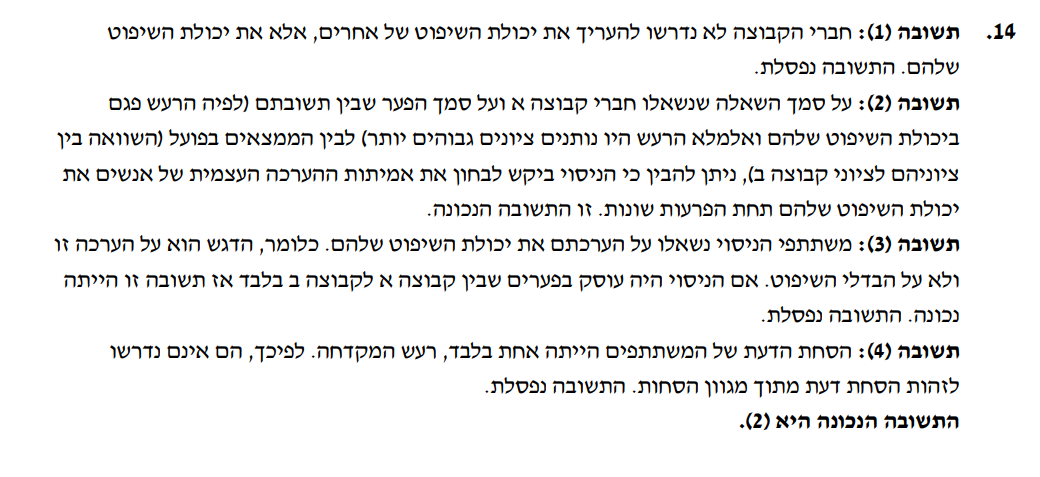 14. תשובה (1): חברי הקבוצה לא נדרשו להעריך את יכולת השיפוט של אחרים, אלא את יכולת השיפוט
שלהם. התשובה נפסלת.
תשובה (2): על סמך השאלה שנשאלו חברי קבוצה א ועל סמך הפער שבין תשובתם (לפיה הרעש פגם
ביכולת השיפוט שלהם ואלמלא הרעש היו נותנים ציונים גבוהים יותר) לבין הממצאים בפועל (השוואה בין
ציוניהם לציוני קבוצה ב), ניתן להבין כי הניסוי ביקש לבחון את אמיתות ההערכה העצמית של אנשים את
יכולת השיפוט שלהם תחת הפרעות שונות. זו התשובה הנכונה.
תשובה (3): משתתפי הניסוי נשאלו על הערכתם את יכולת השיפוט שלהם. כלומר, הדגש הוא על הערכה זו
ולא על הבדלי השיפוט. אם הניסוי היה עוסק בפערים שבין קבוצה א לקבוצה ב בלבד אז תשובה זו הייתה
נכונה. התשובה נפסלת.
תשובה (4): הסחת הדעת של המשתתפים הייתה אחת בלבד, רעש המקדחה. לפיכך, הם אינם נדרשו
לזהות הסחת דעת מתוך מגוון הסחות. התשובה נפסלת.
התשובה הנכונה היא (2).